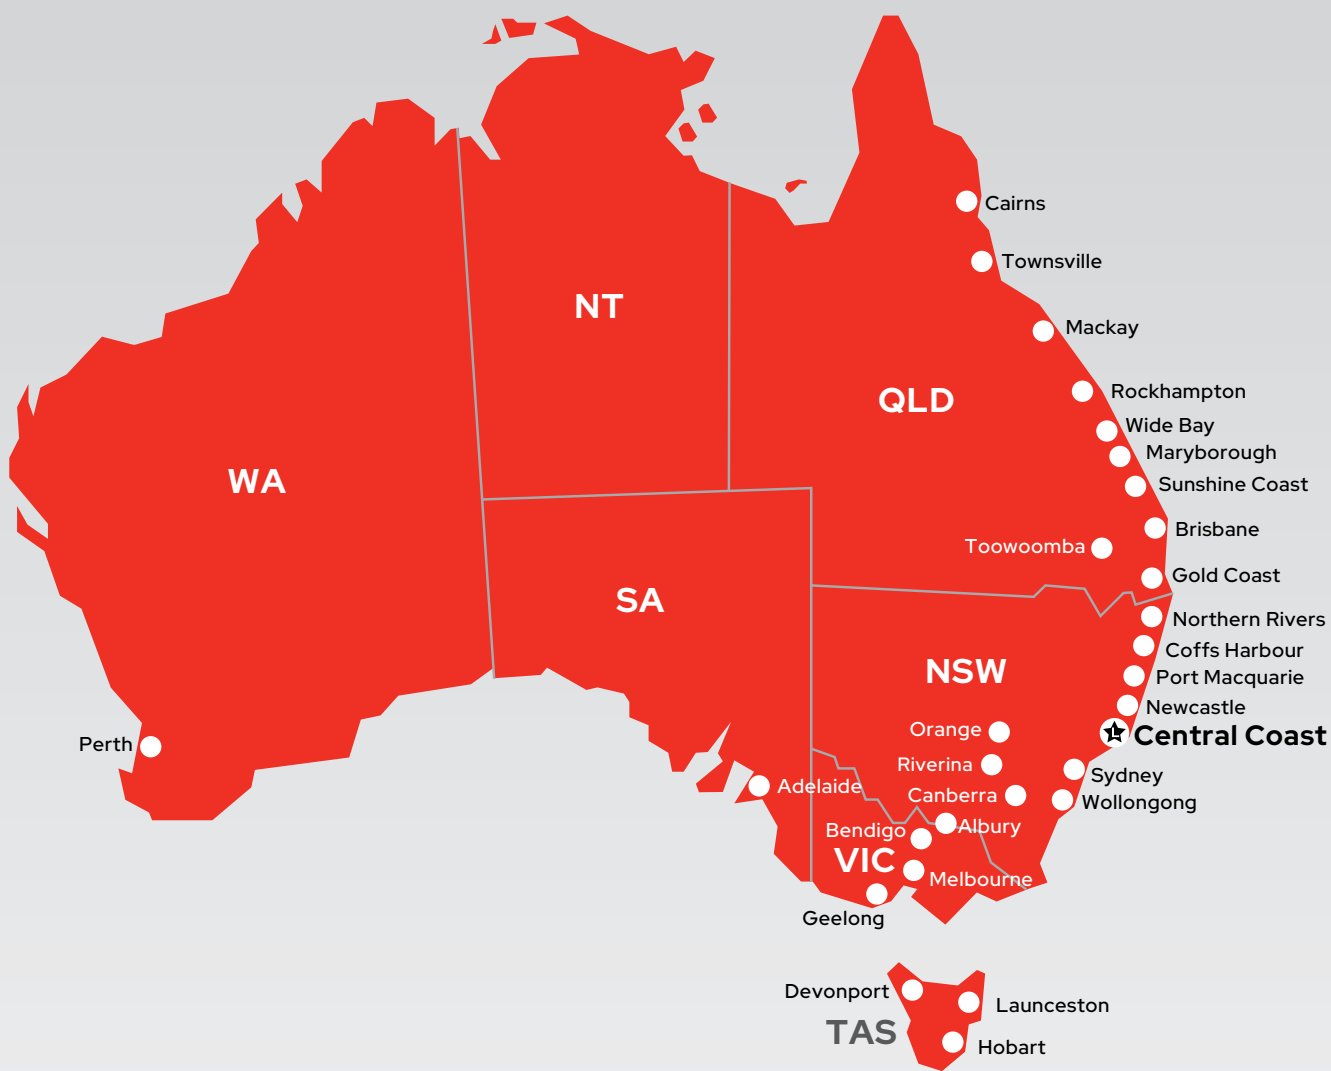 Cairns
Townsville
NT
Mackay
Rockhampton
QLD
Wide Bay
Maryborough
WA
Sunshine Coast
Brisbane
Toowoomba
Gold Coast
SA
Northern Rivers
Coffs Harbour
NSW
Port Macquarie
Newcastle
Orange
Central Coast
Perth
Riverina
Sydney
Adelaide
Canberra
Wollongong
Albury
Bendigo
VIC
Melbourne
Geelong
Devonport
Launceston
TAS
Hobart